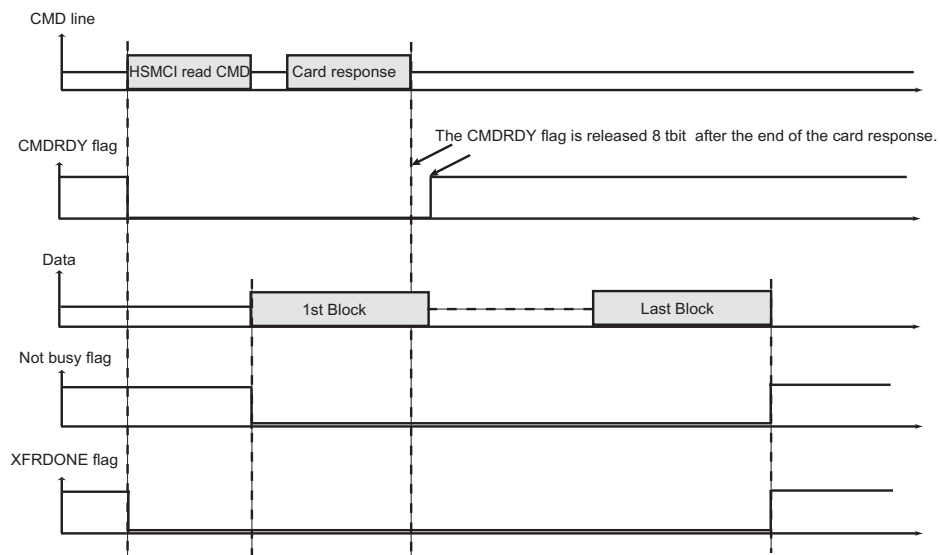 CMD line
HSMCI read CMD
Card response
The CMDRDY flag is released 8 tbit after the end of the card response.
CMDRDY flag
Data
1st Block
Last Block
Not busy flag
XFRDONE flag